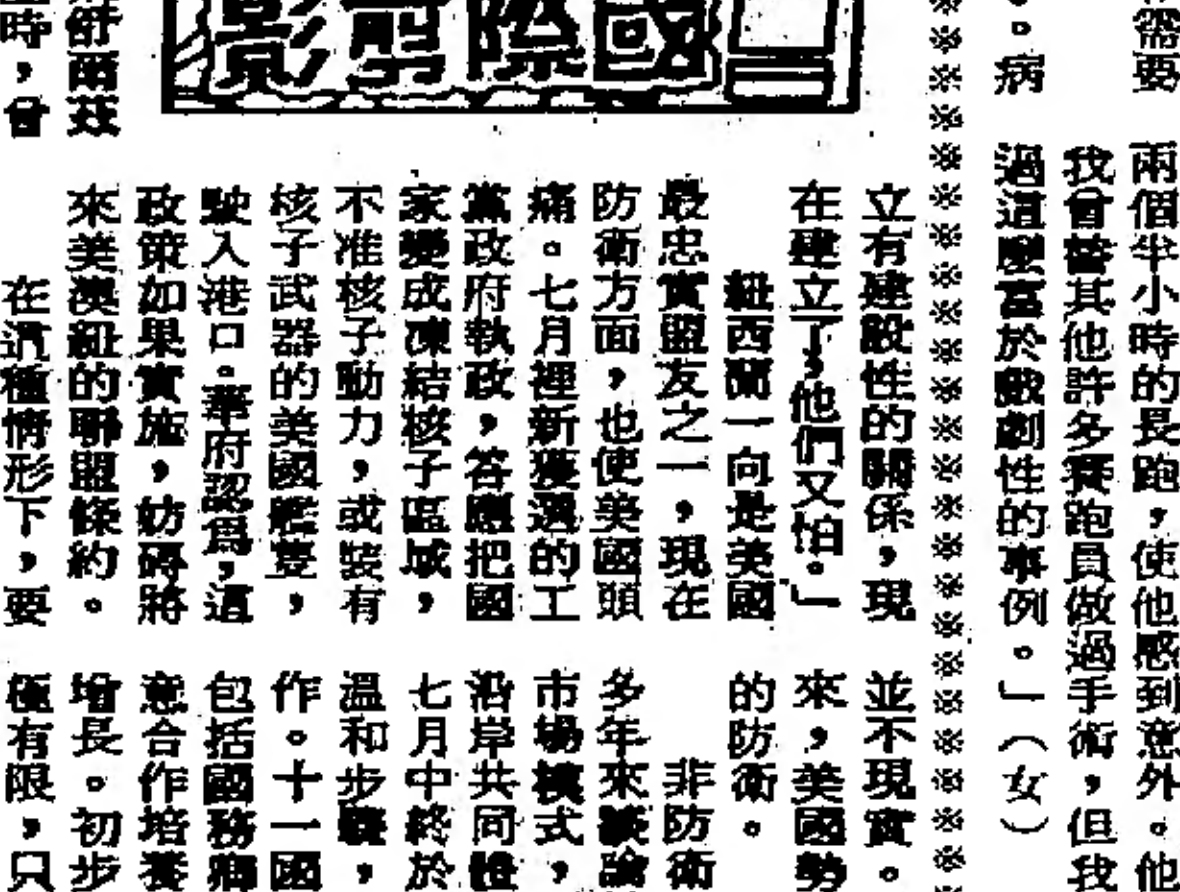 需要
。病
兩個半小時的長跑，使他感到意外。他
我曾替其他許多賽跑員做過手術，但我
過這麼富於戲劇性的事例。」（女）
國際剪影
舒爾茲
時，曾
立有建設性的關係，現
在建立了，他們又怕。」
紐西蘭一向是美國
最忠實盟友之一，現在
防衛方面，也使美國頭
痛。七月裡新獲選的工
黨政府執政，答應把國
家變成凍結核子區域，
不准核子動力，或裝有
核子武器的美國艦隻，
駛入港口。華府認爲，這
政策如果實施，妨碍將
來美澳紐的聯盟條約。
在這種情形下，要
並不現實。
來，美國勢
的防衛。
非防衛
多年來談論
市場模式，
沿岸共同體
七月中終於
溫和步驟，
作。十一國
包括國務卿
意合作培養
增長。初步
極有限，只